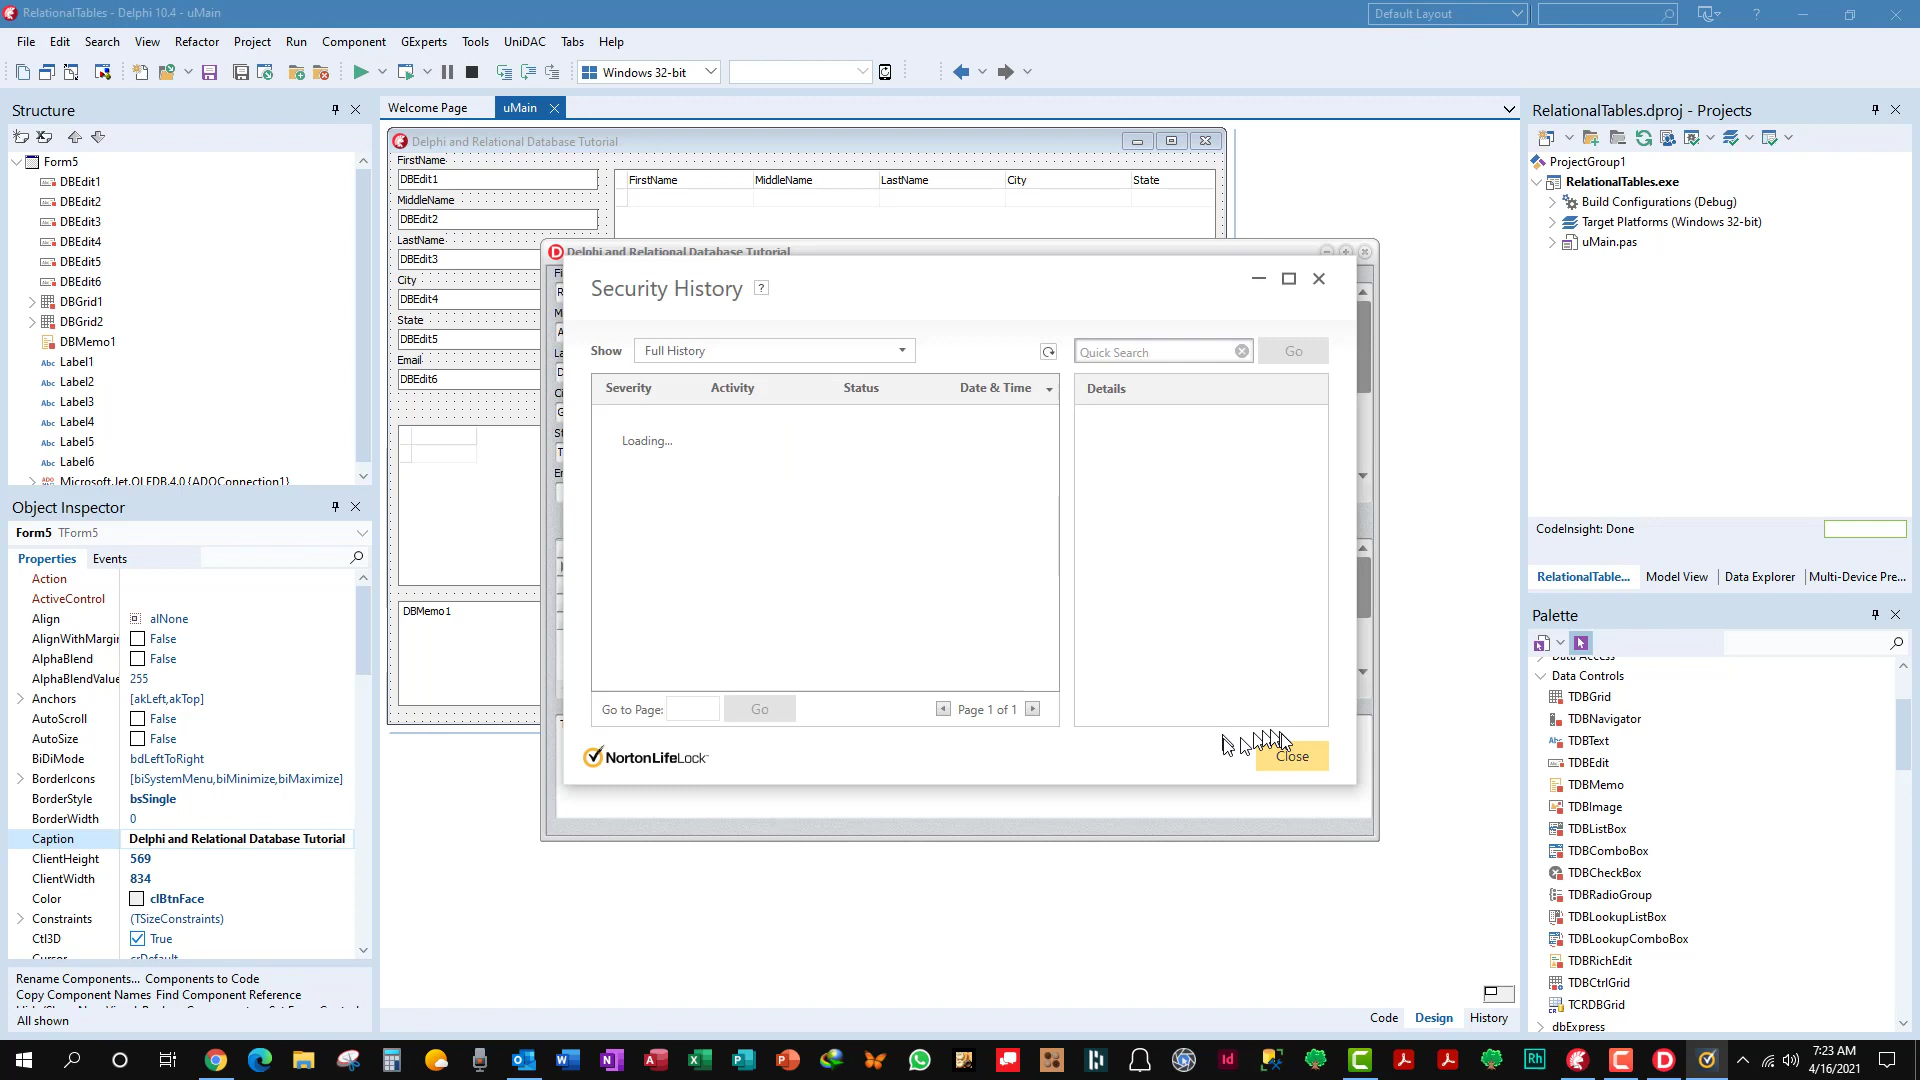 RelationalTables - Delphi 10.4 - uMain
Default Layout
File Edit Search View Refactor Project Run Component GExperts Tools UniDAC Tabs Help
Windows 32-bit
Structure
Form5
DBEdit1
DBEdit2
DBEdit3
DBEdit4
DBEdit5
DBEdit6
DBGrid1
DBGrid2
DBMemo1
Label1
Label2
Label3
Label4
Label5
Label6
Microsoft.Jet.OLEDB.4.0 {ADOConnection1}
Object Inspector
Form5 TForm5
Properties Events
Action
ActiveControl
Align alNone
AlignWithMargin False
AlphaBlend False
AlphaBlendValue 255
Anchors [akLeft,akTop]
AutoScroll False
AutoSize False
BiDiMode bdLeftToRight
BorderIcons [biSystemMenu,biMinimize,biMaximize]
BorderStyle bsSingle
BorderWidth 0
Caption Delphi and Relational Database Tutorial
ClientHeight 569
ClientWidth 834
Color clBtnFace
Constraints (TSizeConstraints)
Ctl3D True
Cursor crDefault
Rename Components... Components to Code
Copy Component Names Find Component Reference
All shown
Welcome Page uMain
Delphi and Relational Database Tutorial
FirstName
DBEdit1
MiddleName
DBEdit2
LastName
DBEdit3
City
DBEdit4
State
DBEdit5
Email
DBEdit6
DBMemo1
FirstName MiddleName LastName City State
Delphi and Relational Database Tutorial
Security History ?
Show Full History
Quick Search Go
Severity Activity Status Date & Time
Details
Loading...
Go to Page: Go Page 1 of 1
NortonLifeLock
Close
Code Design History
RelationalTables.dproj - Projects
ProjectGroup1
RelationalTables.exe
Build Configurations (Debug)
Target Platforms (Windows 32-bit)
uMain.pas
CodeInsight: Done
RelationalTable... Model View Data Explorer Multi-Device Pre...
Palette
Data Access
Data Controls
TDBGrid
TDBNavigator
TDBText
TDBEdit
TDBMemo
TDBImage
TDBListBox
TDBComboBox
TDBCheckBox
TDBRadioGroup
TDBLookupListBox
TDBLookupComboBox
TDBRichEdit
TDBCtrlGrid
TCRDBGrid
dbExpress
7:23 AM
4/16/2021